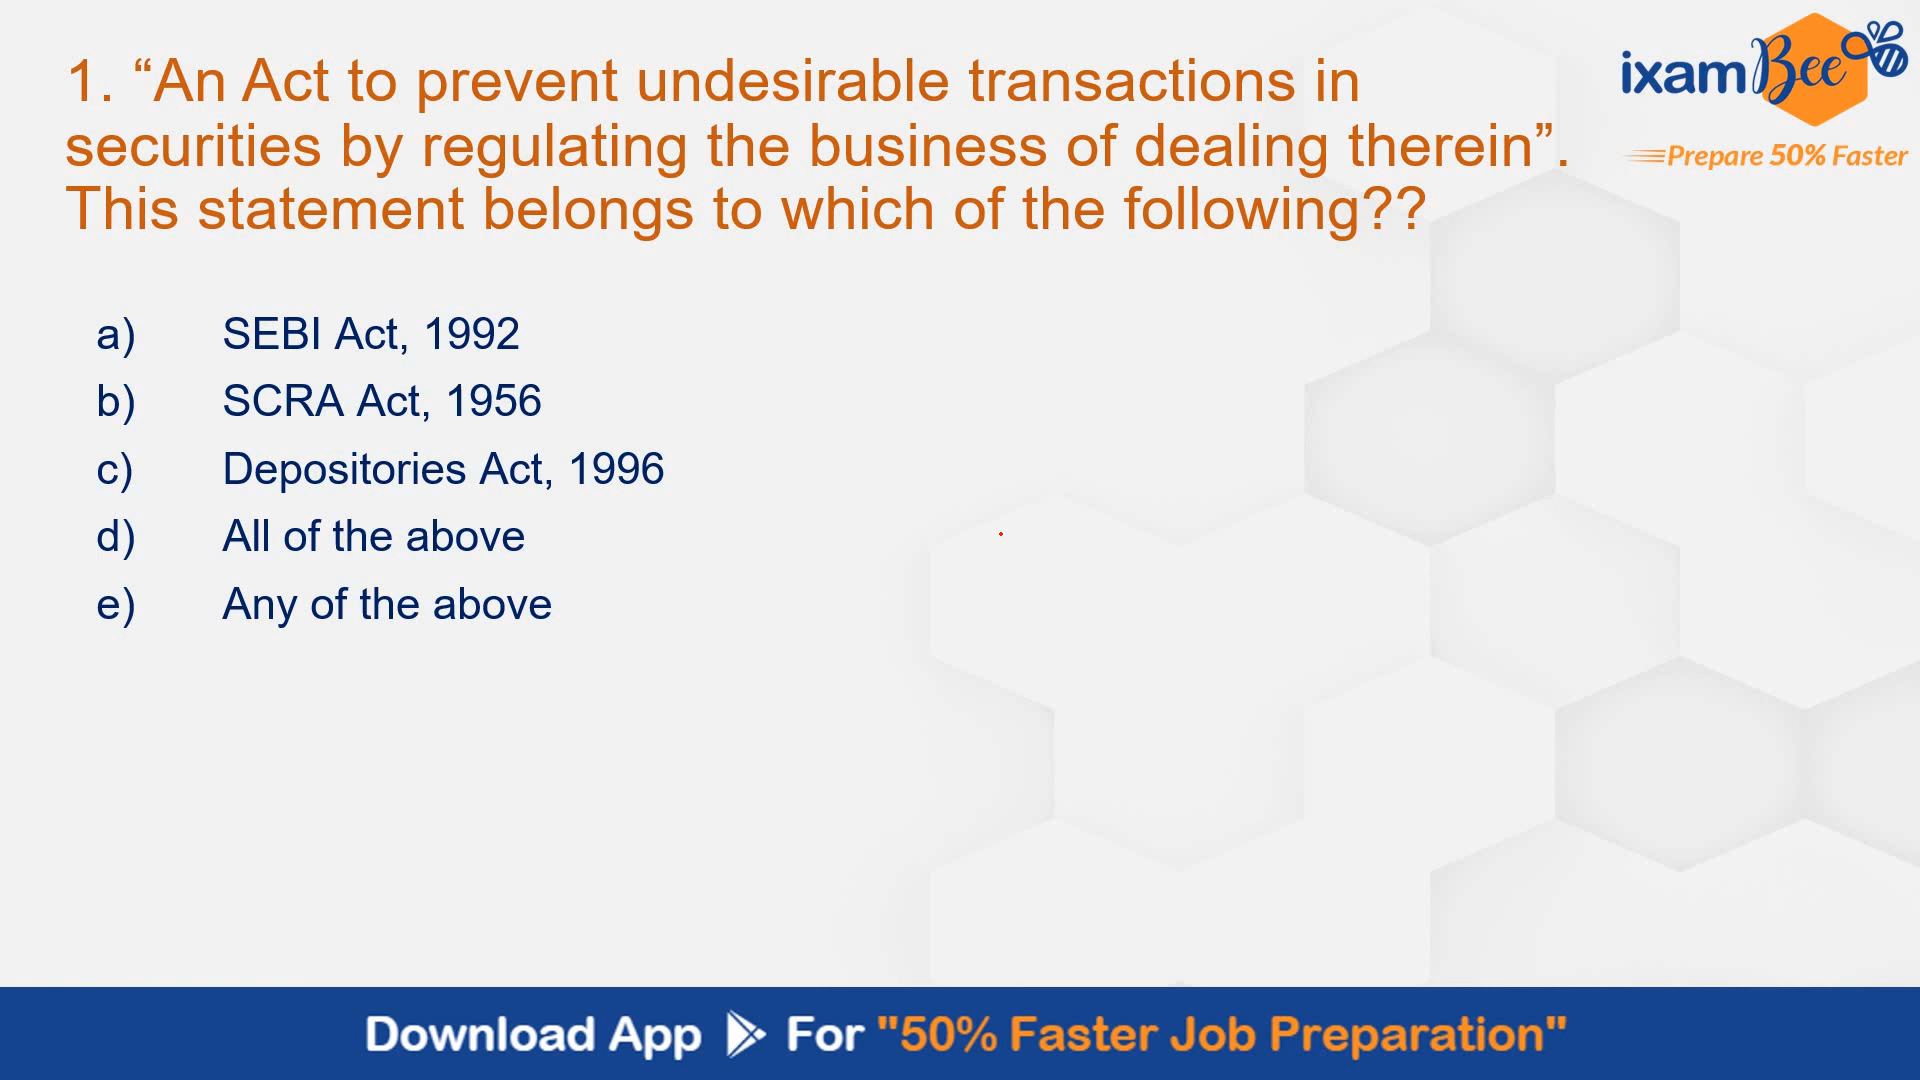 ixamBee
Prepare 50% Faster
1. “An Act to prevent undesirable transactions in
securities by regulating the business of dealing therein”.
This statement belongs to which of the following??
a) SEBI Act, 1992
b) SCRA Act, 1956
c) Depositories Act, 1996
d) All of the above
e) Any of the above
Download App For "50% Faster Job Preparation"